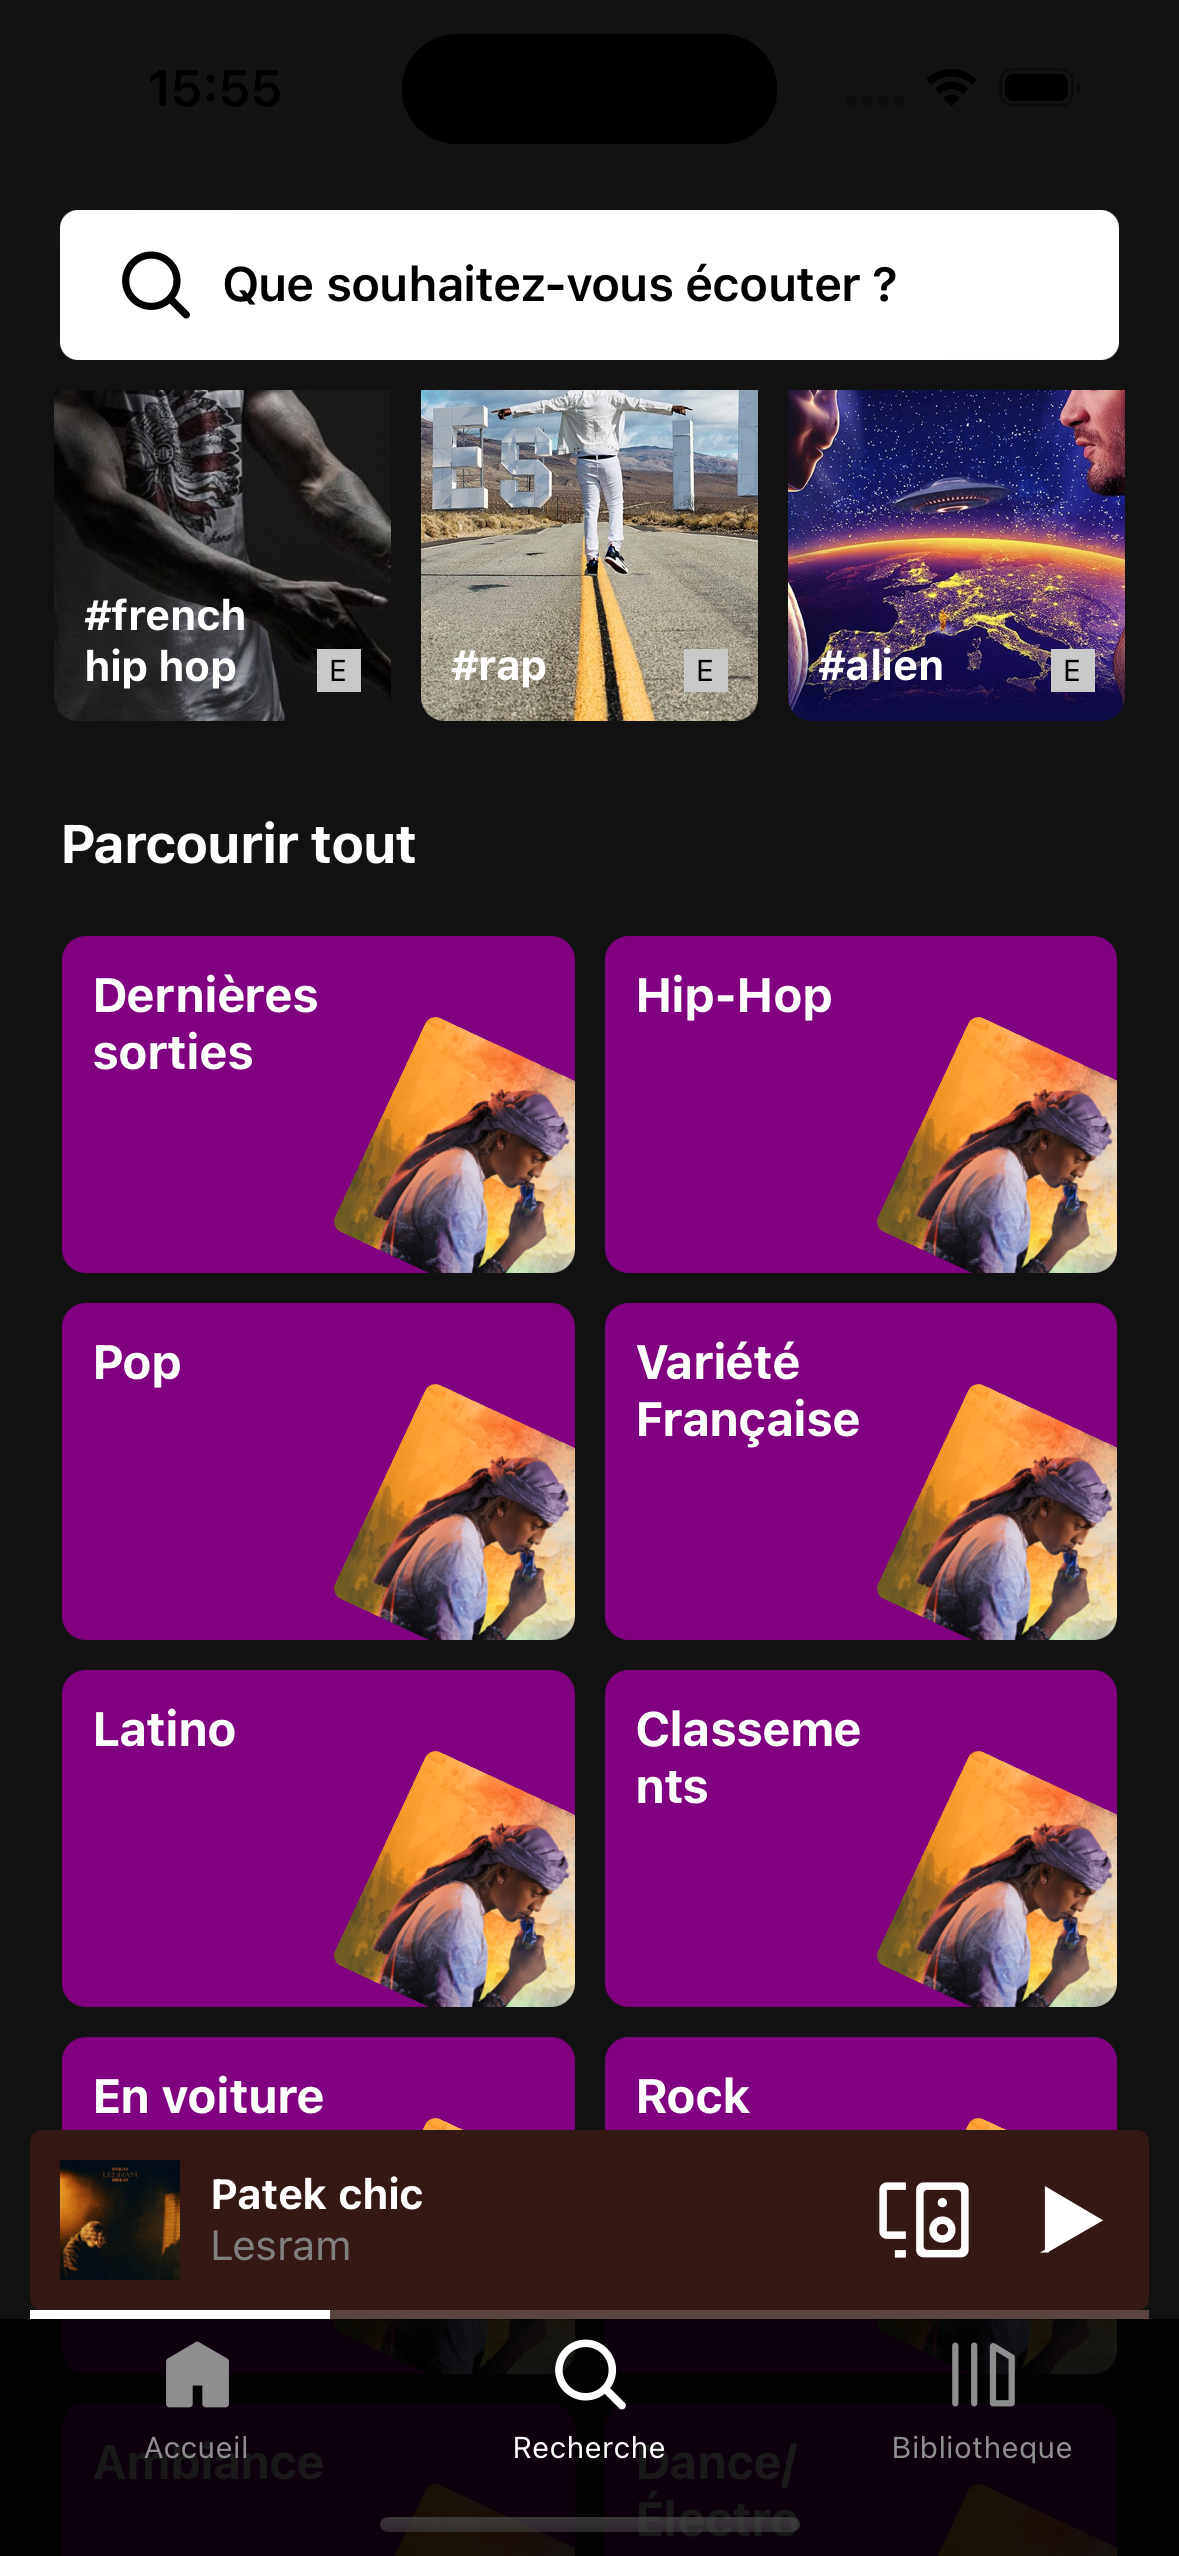 15:55
Que souhaitez-vous écouter ?
#french
hip hop
E
#rap
E
#alien
E
Parcourir tout
Dernières
sorties
Hip-Hop
Pop
Variété
Française
Latino
Classeme
nts
En voiture
Rock
Patek chic
Lesram
Accueil
Recherche
Bibliotheque
Ambiance
Dance/
Électro